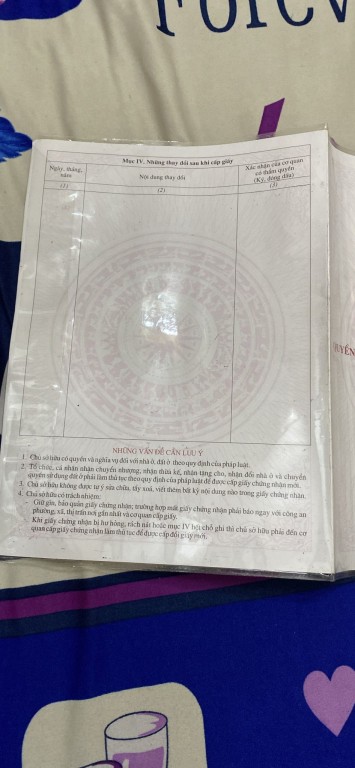 Forev
Mục IV. Những thay đổi sau khi cấp giấy
Ngày, tháng, năm
Nội dung thay đổi
Xác nhận của cơ quan
có thẩm quyền
(Ký, đóng dấu)
(1)
(2)
(3)
UYỂN
NHỮNG VẤN ĐỀ CẦN LƯU Ý
1. Chủ sở hữu có quyền và nghĩa vụ đối với nhà ở, đất ở theo quy định của pháp luật.
2. Tổ chức, cá nhân nhận chuyển nhượng, nhận thừa kế, nhận tặng cho, nhận đổi nhà ở và chuyển
quyền sử dụng đất ở phải làm thủ tục theo quy định của pháp luật để được cấp giấy chứng nhận mới.
3. Chủ sở hữu không được tự ý sửa chữa, tẩy xoá, viết thêm bất kỳ nội dung nào trong giấy chứng nhận.
4. Chủ sở hữu có trách nhiệm:
- Giữ gìn, bảo quản giấy chứng nhận; trường hợp mất giấy chứng nhận phải báo ngay với công an
phường, xã, thị trấn nơi gần nhất và cơ quan cấp giấy.
- Khi giấy chứng nhận bị hư hỏng, rách nát hoặc mục IV hết chỗ ghi thì chủ sở hữu phải đến cơ
quan cấp giấy chứng nhận làm thủ tục để được cấp đổi giấy mới.